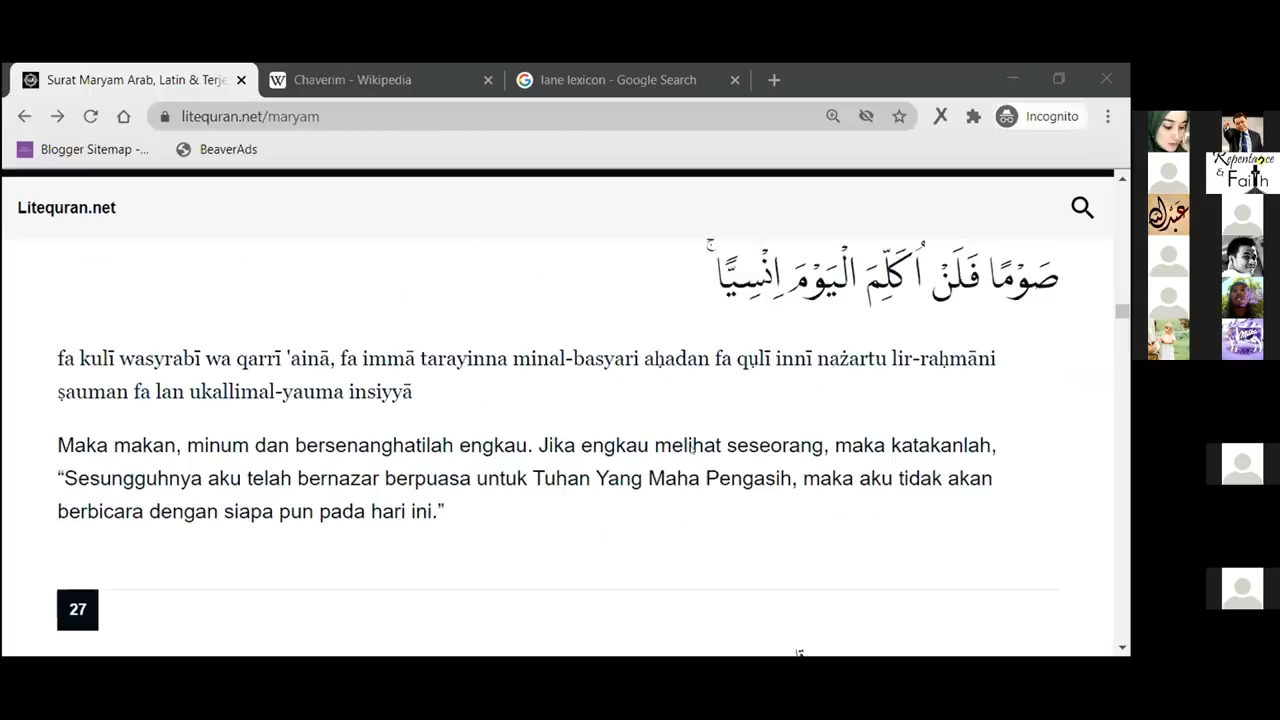 Surat Maryam Arab, Latin & Terje
Chaverim - Wikipedia
lane lexicon - Google Search
litequran.net/maryam
Incognito
Blogger Sitemap -...
BeaverAds
Litequran.net
صَوْمًا فَلَنْ اُكَلِّمَ الْيَوْمَ اِنْسِيًّا ۚ
fa kulī wasyrabī wa qarrī 'ainā, fa immā tarayinna minal-basyari aḥadan fa qụlī innī nażartu lir-raḥmāni
ṣauman fa lan ukallimal-yauma insiyyā
Maka makan, minum dan bersenanghatilah engkau. Jika engkau melihat seseorang, maka katakanlah,
“Sesungguhnya aku telah bernazar berpuasa untuk Tuhan Yang Maha Pengasih, maka aku tidak akan
berbicara dengan siapa pun pada hari ini.”
27
Repentance
& Faith
عبدالله